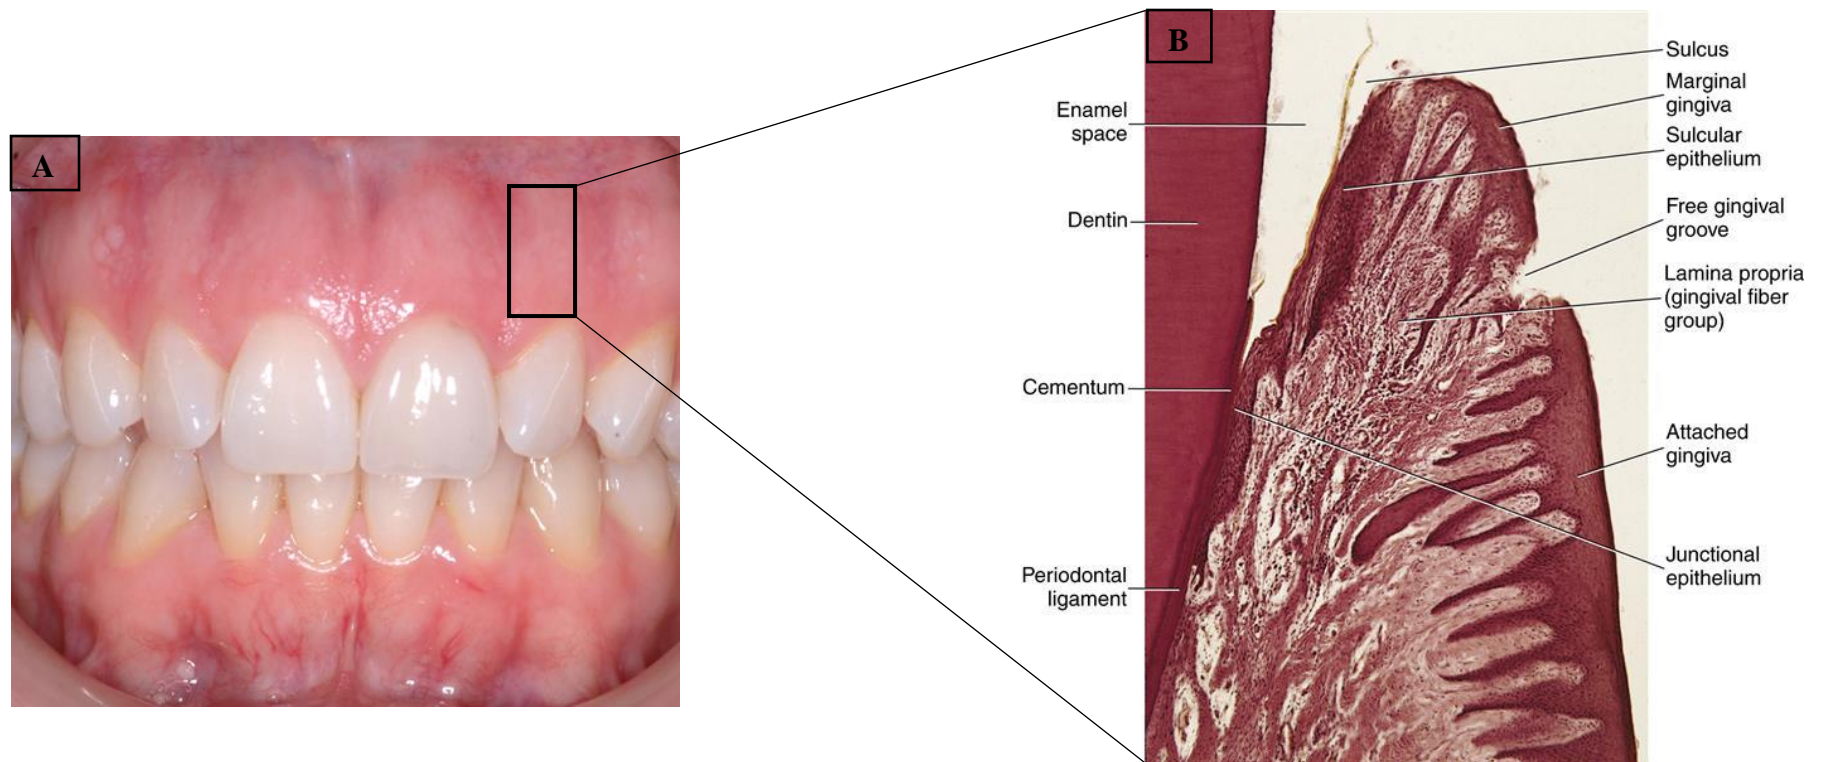 A
B
Enamel
space
Dentin
Cementum
Periodontal
ligament
Sulcus
Marginal
gingiva
Sulcular
epithelium
Free gingival
groove
Lamina propria
(gingival fiber
group)
Attached
gingiva
Junctional
epithelium